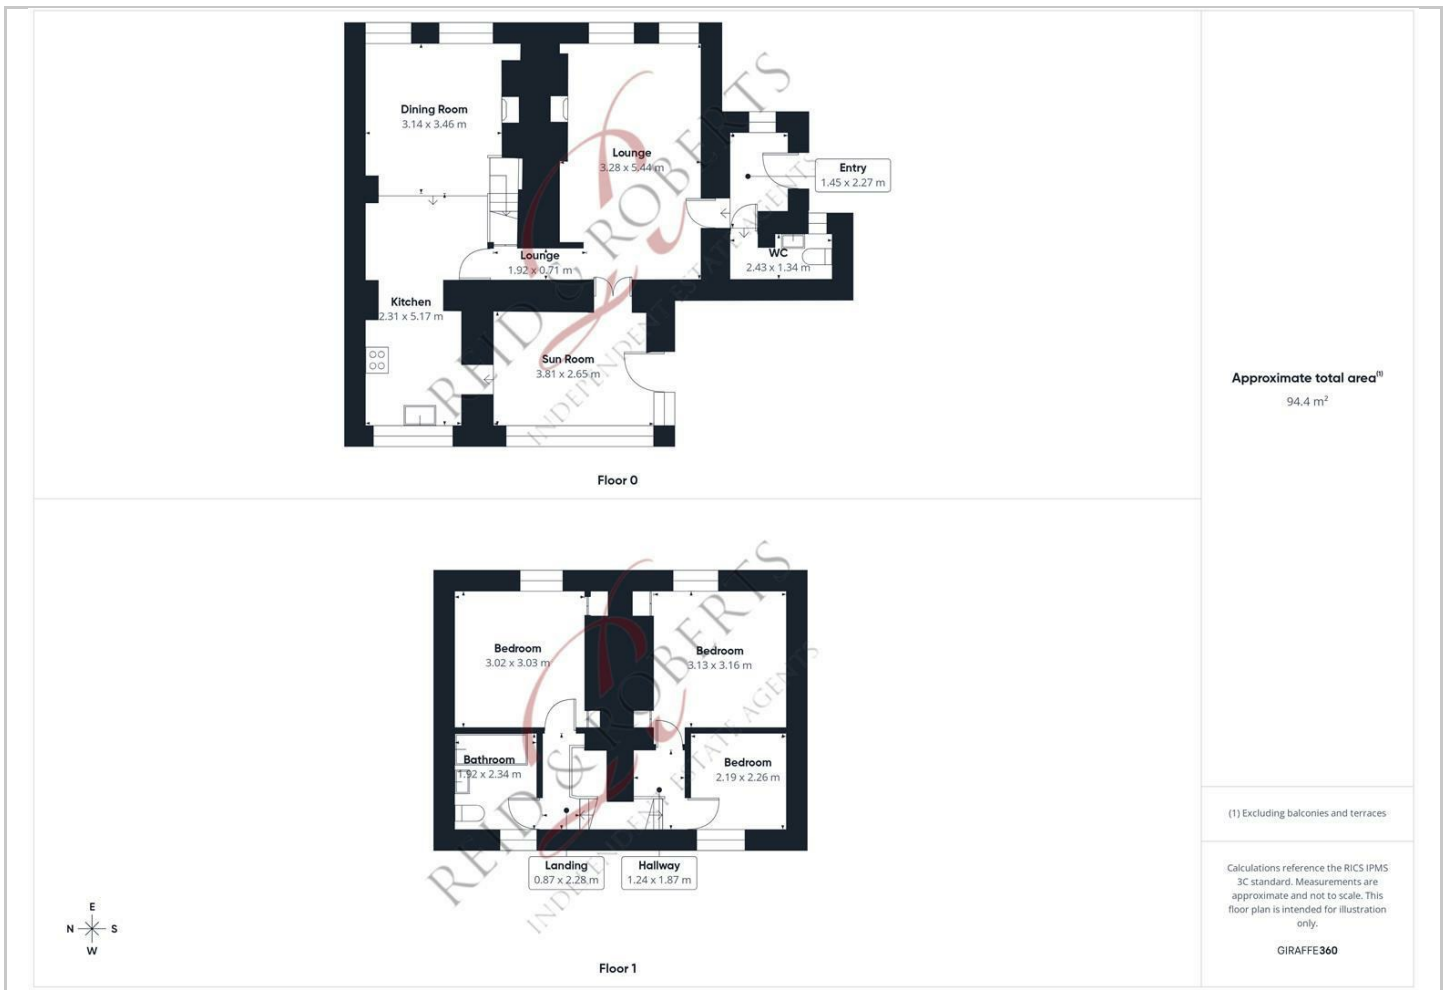 Dining Room
3.14 x 3.46 m
Lounge
3.28 x 5.44 m
Entry
1.45 x 2.27 m
WC
2.43 x 1.34 m
Lounge
1.92 x 0.71 m
Kitchen
2.31 x 5.17 m
Sun Room
3.81 x 2.65 m
REID & ROBERTS
INDEPENDENT ESTATE AGENTS
Floor 0
Approximate total area(1)
94.4 m²
Bedroom
3.02 x 3.03 m
Bedroom
3.13 x 3.16 m
Bathroom
1.92 x 2.34 m
Bedroom
2.19 x 2.26 m
Landing
0.87 x 2.28 m
Hallway
1.24 x 1.87 m
REID & ROBERTS
INDEPENDENT ESTATE AGENTS
E
N S
W
Floor 1
(1) Excluding balconies and terraces
Calculations reference the RICS IPMS
3C standard. Measurements are
approximate and not to scale. This
floor plan is intended for illustration
only.
GIRAFFE360